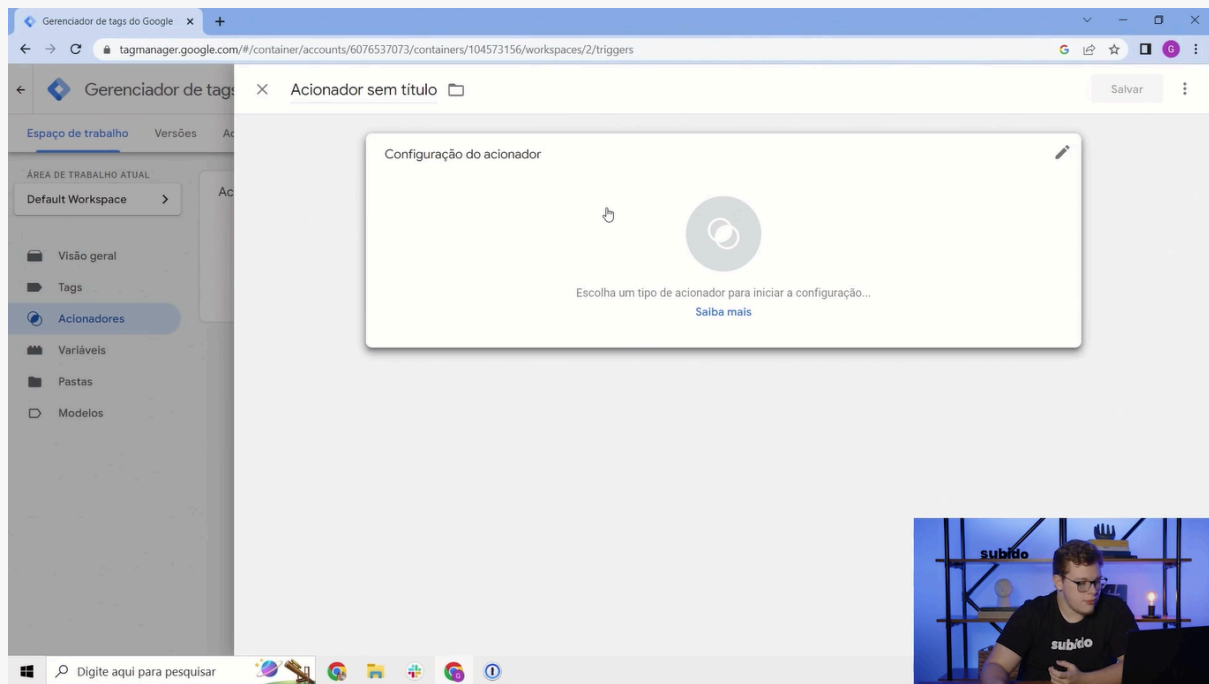 Gerenciador de tags do Google
tagmanager.google.com/#/container/accounts/6076537073/containers/104573156/workspaces/2/triggers
G
Gerenciador de tags
Acionador sem título
Salvar
Espaço de trabalho
Versões
Ac
Configuração do acionador
ÁREA DE TRABALHO ATUAL
Default Workspace
Ac
Visão geral
Tags
Escolha um tipo de acionador para iniciar a configuração...
Saiba mais
Acionadores
Variáveis
Pastas
Modelos
subido
subido
Digite aqui para pesquisar